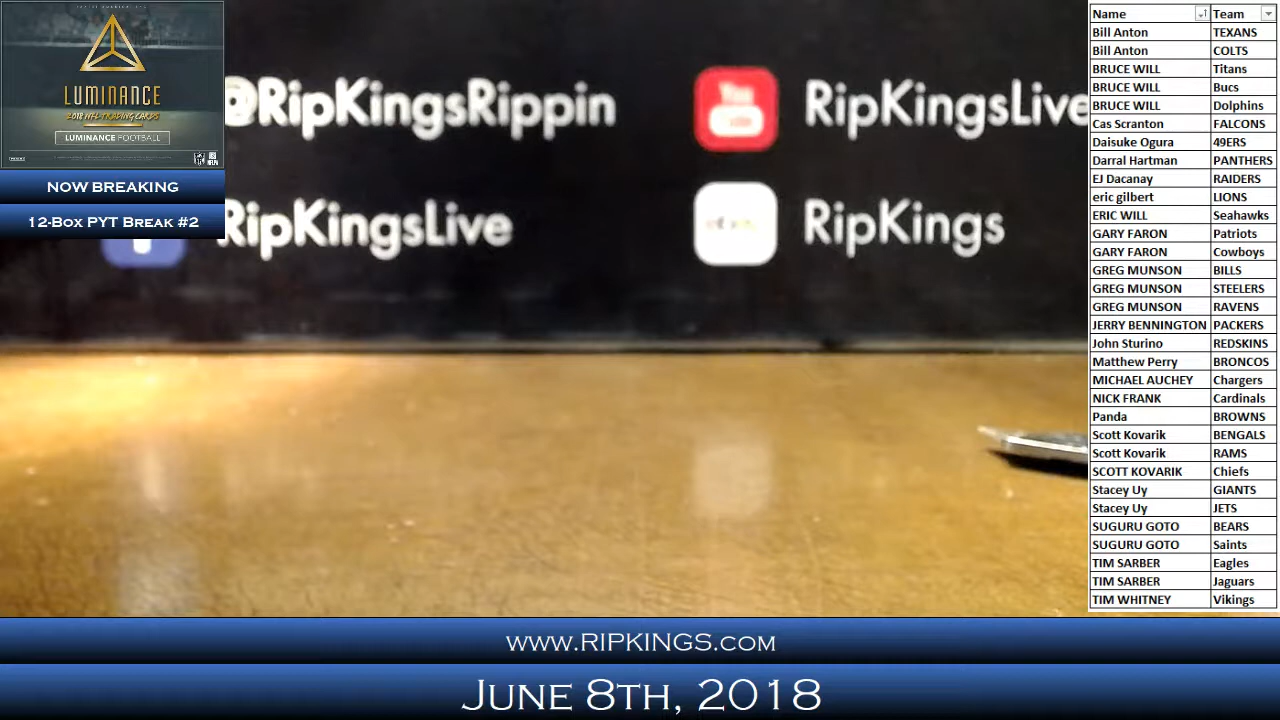 LUMINANCE
2018 NFL TRADING CARDS
LUMINANCE FOOTBALL
NOW BREAKING
12-Box PYT Break #2
@RipKingsRippin
You
RipKingsLive
RipKingsLive
RipKings
Name Team
Bill Anton TEXANS
Bill Anton COLTS
BRUCE WILL Titans
BRUCE WILL Bucs
BRUCE WILL Dolphins
Cas Scranton FALCONS
Daisuke Ogura 49ERS
Darral Hartman PANTHERS
EJ Dacanay RAIDERS
eric gilbert LIONS
ERIC WILL Seahawks
GARY FARON Patriots
GARY FARON Cowboys
GREG MUNSON BILLS
GREG MUNSON STEELERS
GREG MUNSON RAVENS
JERRY BENNINGTON PACKERS
John Sturino REDSKINS
Matthew Perry BRONCOS
MICHAEL AUCHEY Chargers
NICK FRANK Cardinals
Panda BROWNS
Scott Kovarik BENGALS
Scott Kovarik RAMS
SCOTT KOVARIK Chiefs
Stacey Uy GIANTS
Stacey Uy JETS
SUGURU GOTO BEARS
SUGURU GOTO Saints
TIM SARBER Eagles
TIM SARBER Jaguars
TIM WHITNEY Vikings
www.RIPKINGS.COM
June 8th, 2018